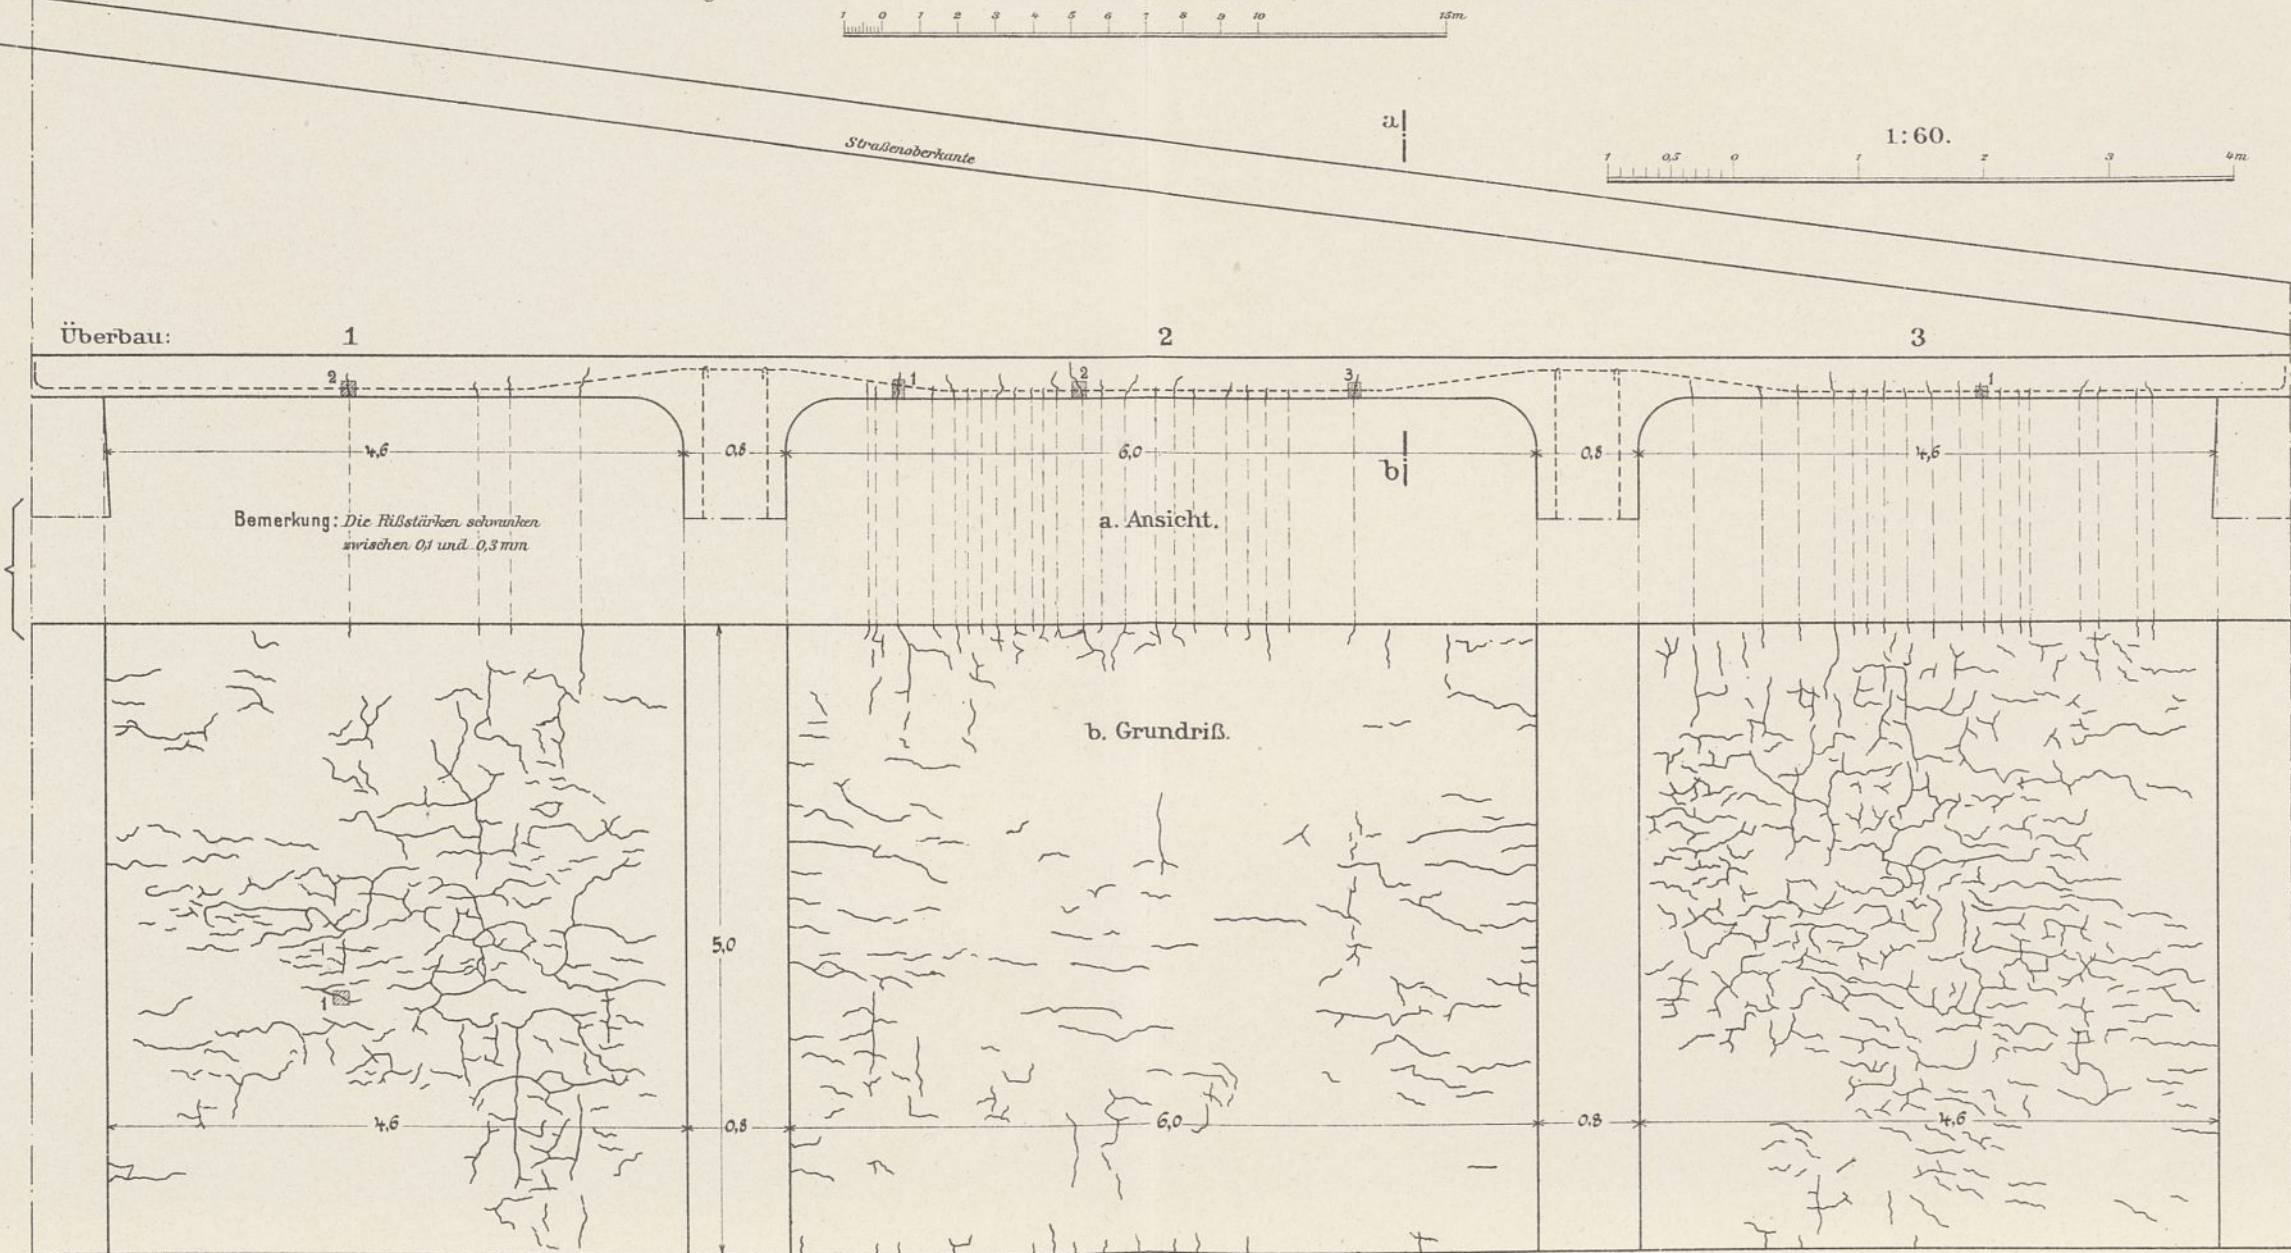 1 0 1 2 3 4 5 6 7 8 9 10 15m
a
1:60.
1 0,5 0 1 2 3 4m
Straßenoberkante
Überbau: 1 2 3
2 1 2 3 1
4,6 0,8 6,0 0,8 4,6
b
Bemerkung: Die Rißstärken schwanken
zwischen 0,1 und 0,3 mm
a. Ansicht.
b. Grundriß.
5,0
1
4,6 0,8 6,0 0,8 4,6